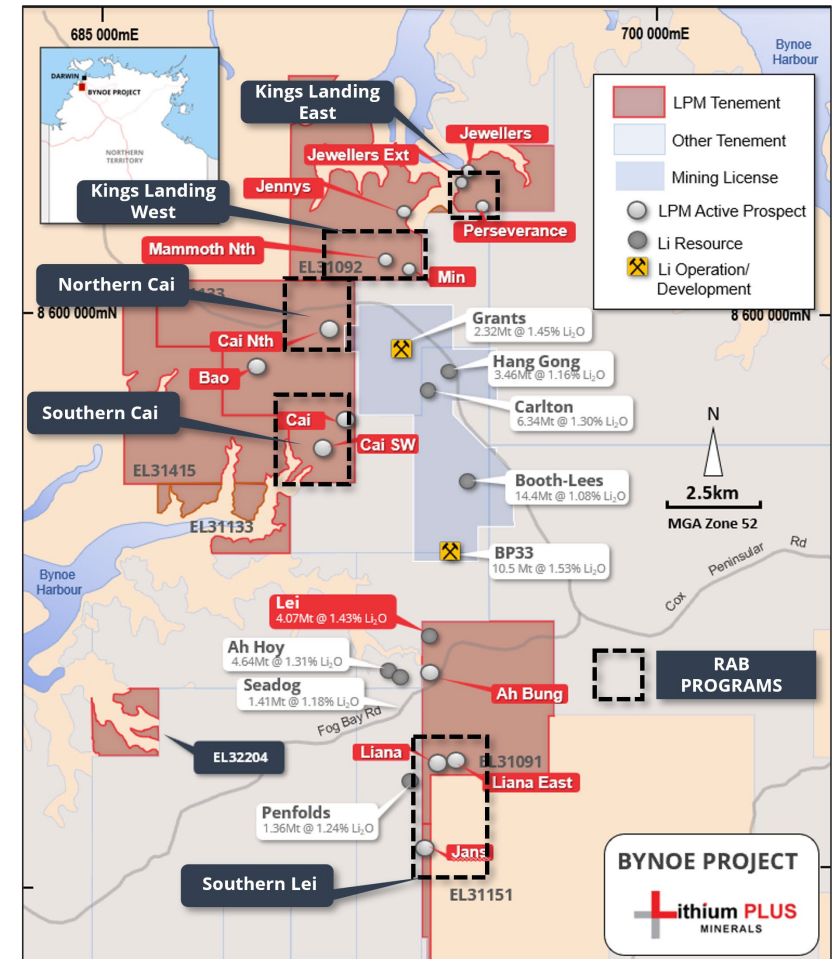 685 000mE
700 000mE
Bynoe
Harbour
DARWIN
BYNOE PROJECT
NORTHERN
TERRITORY
Kings Landing
East
Jewellers
Jewellers Ext
Jennys
Kings Landing
West
Perseverance
Mammoth Nth
EL31092
Min
LPM Tenement
Other Tenement
Mining License
LPM Active Prospect
Li Resource
Li Operation/
Development
Northern Cai
8 600 000mN
8 600 000mN
Cai Nth
Bao
Grants
2.32Mt @ 1.45% Li₂O
Hang Gong
3.46Mt @ 1.16% Li₂O
Carlton
6.34Mt @ 1.30% Li₂O
Southern Cai
Cai
Cai SW
EL31415
EL31133
Booth-Lees
14.4Mt @ 1.08% Li₂O
BP33
10.5 Mt @ 1.53% Li₂O
N
2.5km
MGA Zone 52
Cox Peninsular Rd
Bynoe
Harbour
Lei
4.07Mt @ 1.43% Li₂O
Ah Hoy
4.64Mt @ 1.31% Li₂O
Seadog
1.41Mt @ 1.18% Li₂O
Ah Bung
Fog Bay Rd
RAB
PROGRAMS
EL32204
Liana
EL31091
Liana East
Penfolds
1.36Mt @ 1.24% Li₂O
Jans
Southern Lei
EL31151
BYNOE PROJECT
Lithium PLUS
MINERALS